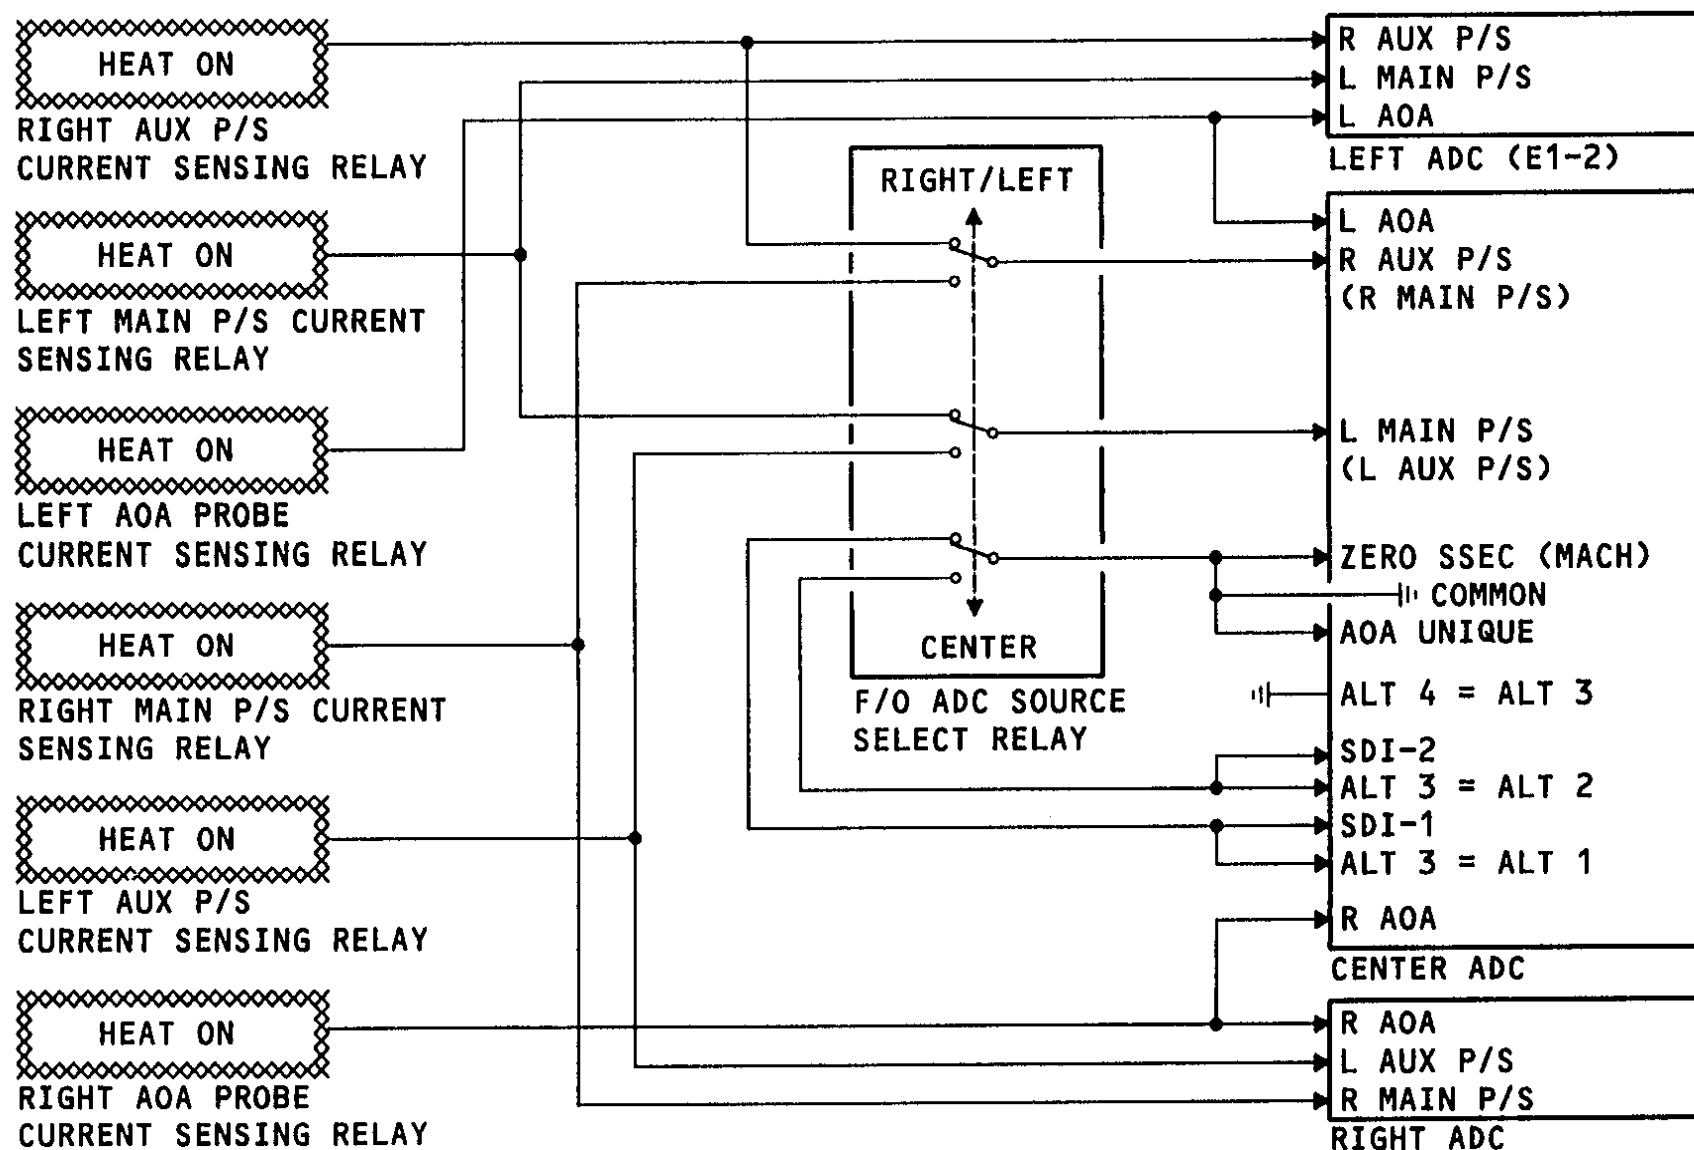 HEAT ON
RIGHT AUX P/S
CURRENT SENSING RELAY
HEAT ON
LEFT MAIN P/S CURRENT
SENSING RELAY
HEAT ON
LEFT AOA PROBE
CURRENT SENSING RELAY
HEAT ON
RIGHT MAIN P/S CURRENT
SENSING RELAY
HEAT ON
LEFT AUX P/S
CURRENT SENSING RELAY
HEAT ON
RIGHT AOA PROBE
CURRENT SENSING RELAY
RIGHT/LEFT
CENTER
F/O ADC SOURCE
SELECT RELAY
R AUX P/S
L MAIN P/S
L AOA
LEFT ADC (E1-2)
L AOA
R AUX P/S
(R MAIN P/S)
L MAIN P/S
(L AUX P/S)
ZERO SSEC (MACH)
COMMON
AOA UNIQUE
ALT 4 = ALT 3
SDI-2
ALT 3 = ALT 2
SDI-1
ALT 3 = ALT 1
R AOA
CENTER ADC
R AOA
L AUX P/S
R MAIN P/S
RIGHT ADC